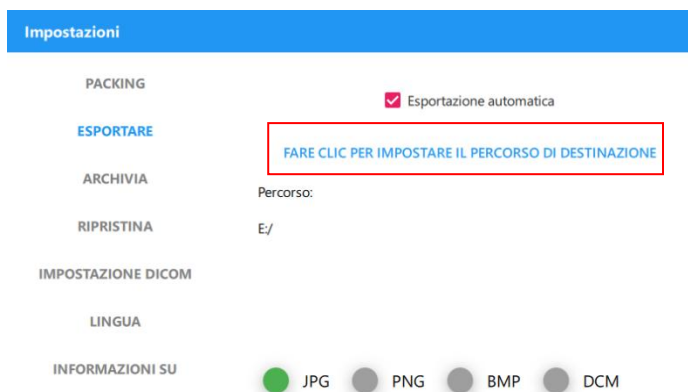 Impostazioni
PACKING
ESPORTARE
ARCHIVIA
RIPRISTINA
IMPOSTAZIONE DICOM
LINGUA
INFORMAZIONI SU
Esportazione automatica
FARE CLIC PER IMPOSTARE IL PERCORSO DI DESTINAZIONE
Percorso:
E:/
JPG PNG BMP DCM